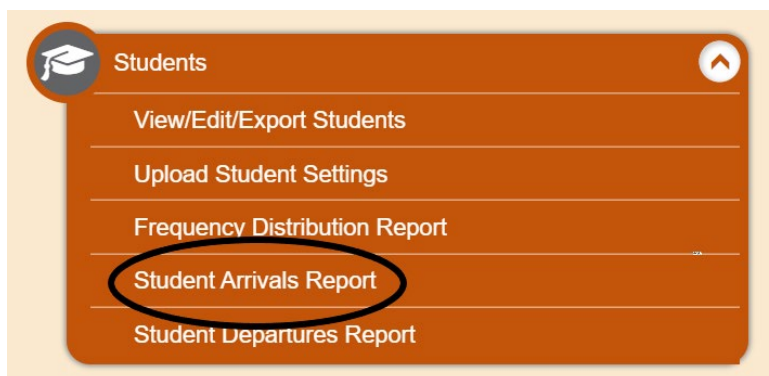 Students
View/Edit/Export Students
Upload Student Settings
Frequency Distribution Report
Student Arrivals Report
Student Departures Report